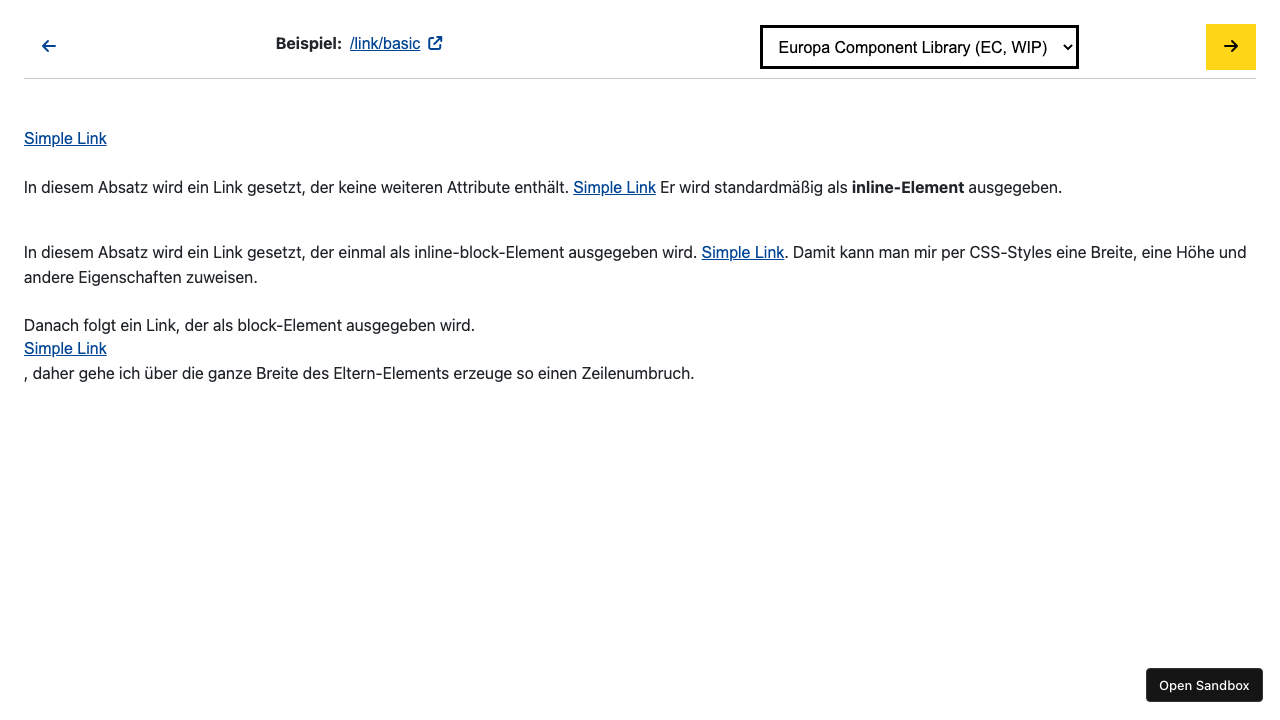 Beispiel: /link/basic
Europa Component Library (EC, WIP)
Simple Link
In diesem Absatz wird ein Link gesetzt, der keine weiteren Attribute enthält. Simple Link Er wird standardmäßig als inline-Element ausgegeben.
In diesem Absatz wird ein Link gesetzt, der einmal als inline-block-Element ausgegeben wird. Simple Link. Damit kann man mir per CSS-Styles eine Breite, eine Höhe und
andere Eigenschaften zuweisen.
Danach folgt ein Link, der als block-Element ausgegeben wird.
Simple Link
, daher gehe ich über die ganze Breite des Eltern-Elements erzeuge so einen Zeilenumbruch.
Open Sandbox